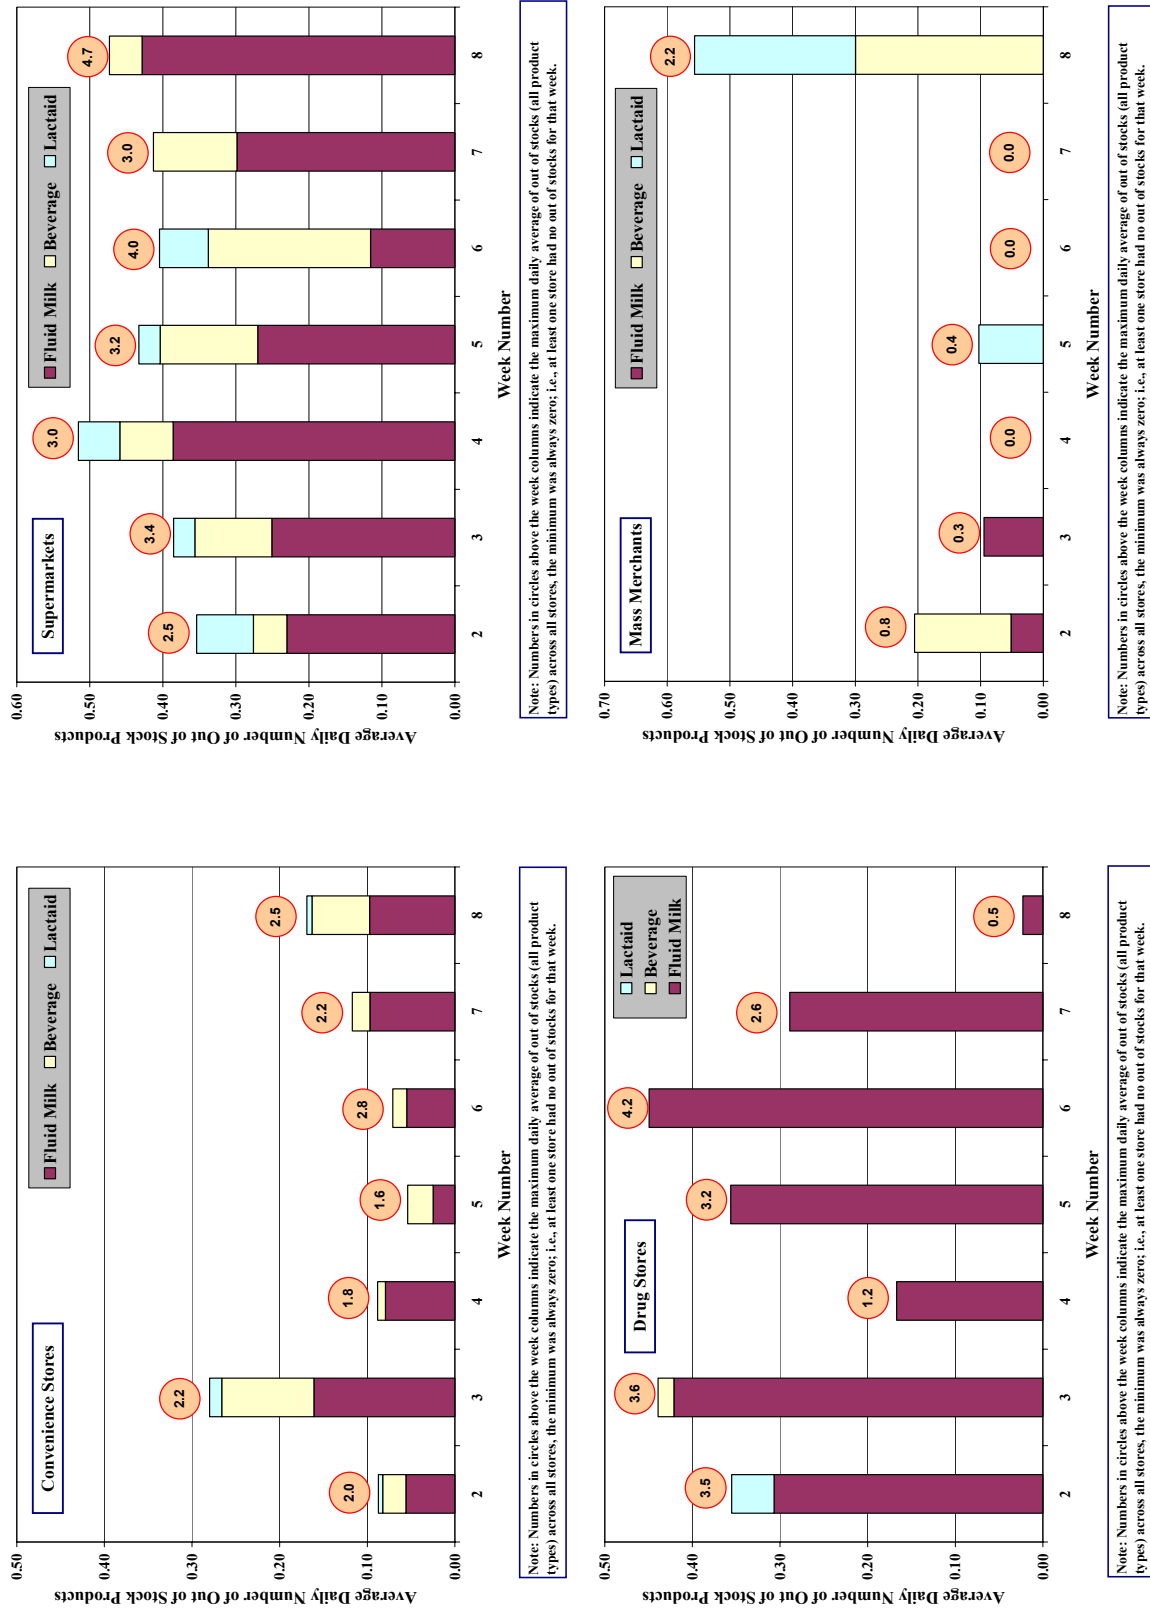 Convenience Stores
Fluid Milk Beverage Lactaid
Average Daily Number of Out of Stock Products
0.50
0.40
0.30
0.20
0.10
0.00
2.0
2.2
1.8
1.6
2.8
2.2
2.5
2 3 4 5 6 7 8
Week Number
Note: Numbers in circles above the week columns indicate the maximum daily average of out of stocks (all product
types) across all stores, the minimum was always zero; i.e., at least one store had no out of stocks for that week.
Supermarkets
Fluid Milk Beverage Lactaid
Average Daily Number of Out of Stock Products
0.60
0.50
0.40
0.30
0.20
0.10
0.00
2.5
3.4
3.0
3.2
4.0
3.0
4.7
2 3 4 5 6 7 8
Week Number
Note: Numbers in circles above the week columns indicate the maximum daily average of out of stocks (all product
types) across all stores, the minimum was always zero; i.e., at least one store had no out of stocks for that week.
Drug Stores
Lactaid
Beverage
Fluid Milk
Average Daily Number of Out of Stock Products
0.50
0.40
0.30
0.20
0.10
0.00
3.5
3.6
1.2
3.2
4.2
2.6
0.5
2 3 4 5 6 7 8
Week Number
Note: Numbers in circles above the week columns indicate the maximum daily average of out of stocks (all product
types) across all stores, the minimum was always zero; i.e., at least one store had no out of stocks for that week.
Mass Merchants
Fluid Milk Beverage Lactaid
Average Daily Number of Out of Stock Products
0.70
0.60
0.50
0.40
0.30
0.20
0.10
0.00
0.8
0.3
0.0
0.4
0.0
0.0
2.2
2 3 4 5 6 7 8
Week Number
Note: Numbers in circles above the week columns indicate the maximum daily average of out of stocks (all product
types) across all stores, the minimum was always zero; i.e., at least one store had no out of stocks for that week.